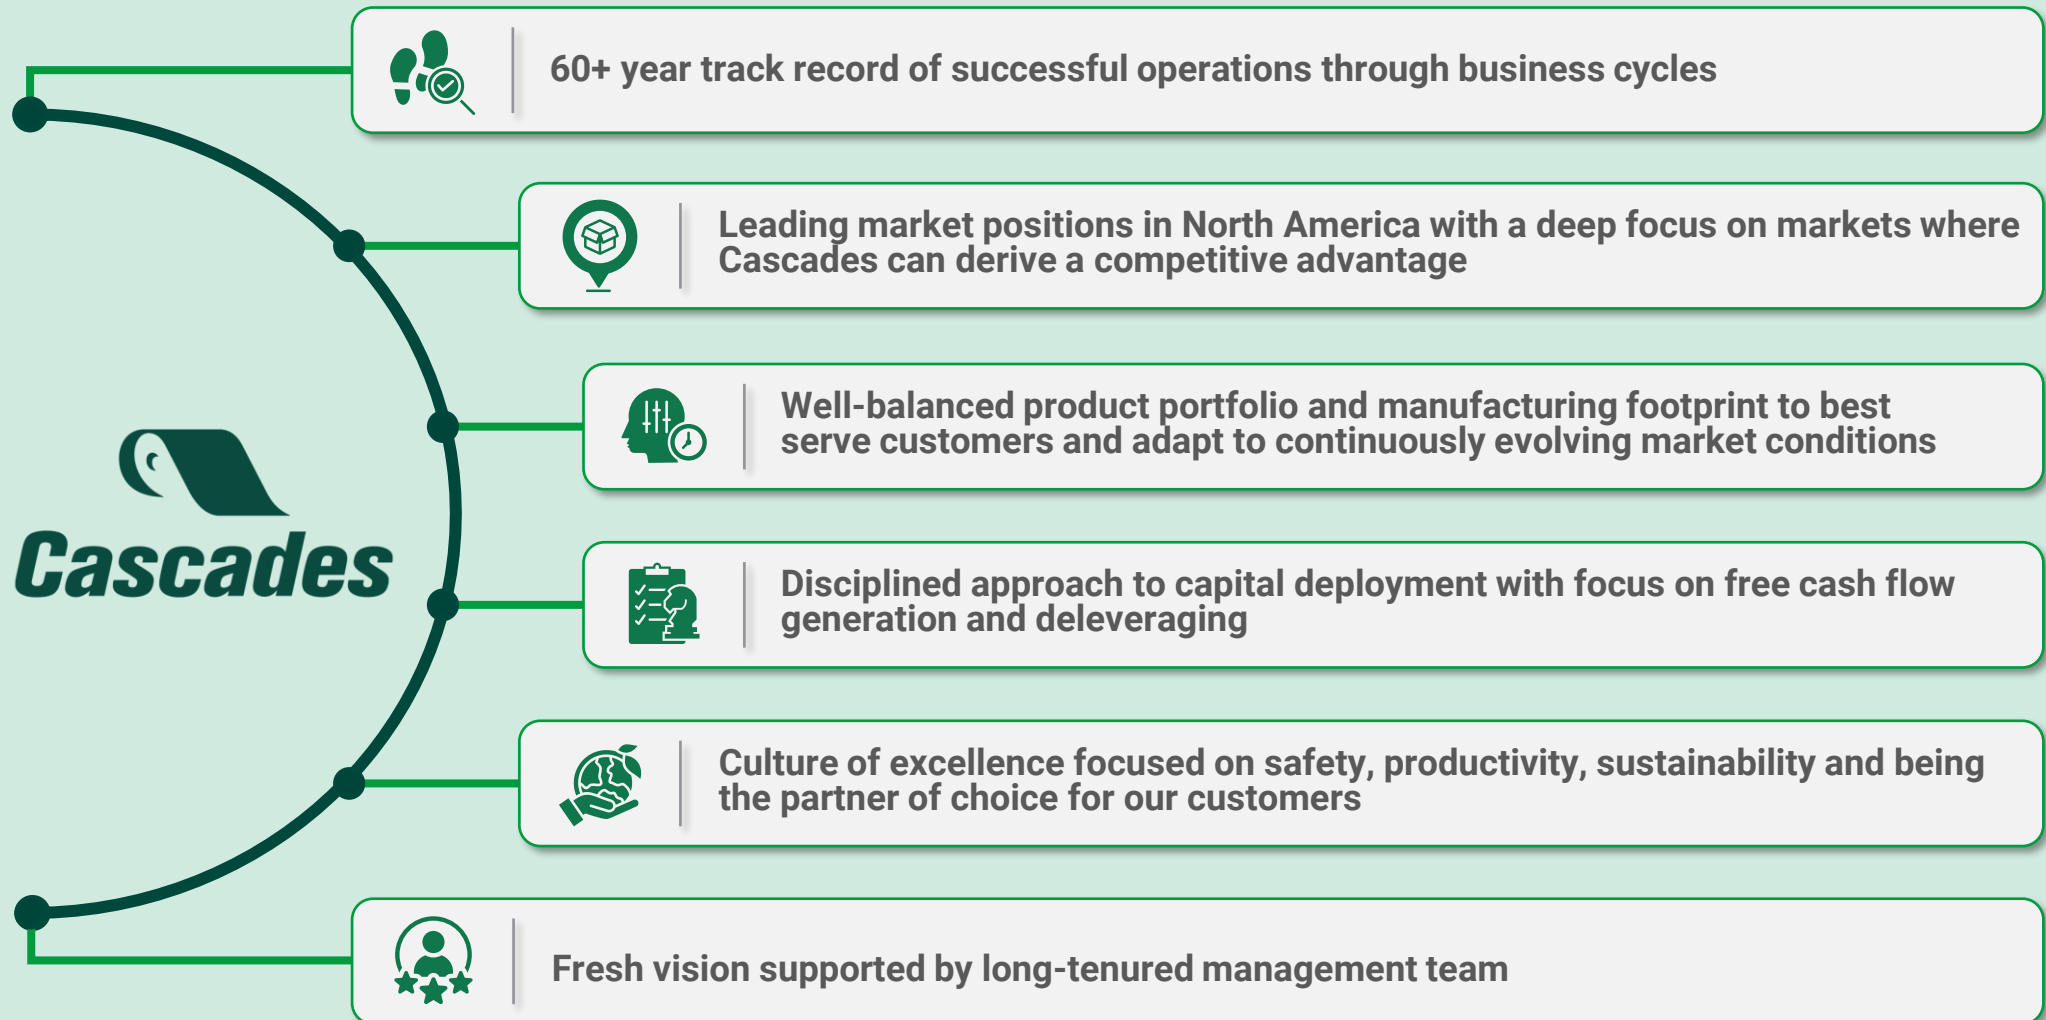 60+ year track record of successful operations through business cycles
Leading market positions in North America with a deep focus on markets where
Cascades can derive a competitive advantage
Well-balanced product portfolio and manufacturing footprint to best
serve customers and adapt to continuously evolving market conditions
Cascades
Disciplined approach to capital deployment with focus on free cash flow
generation and deleveraging
Culture of excellence focused on safety, productivity, sustainability and being
the partner of choice for our customers
Fresh vision supported by long-tenured management team